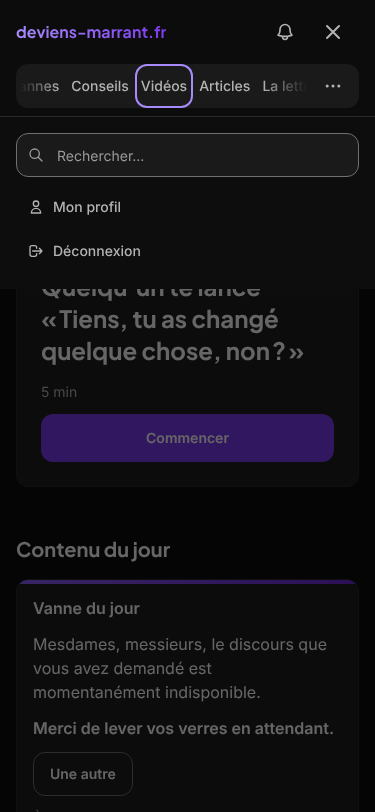 deviens-marrant.fr
Conseils Vidéos Articles La
Rechercher...
Mon profil
Déconnexion
Quelqu'un te lance
« Tiens, tu as changé
quelque chose, non ? »
5 min
Commencer
Contenu du jour
Vanne du jour
Mesdames, messieurs, le discours que
vous avez demandé est
momentanément indisponible.
Merci de lever vos verres en attendant.
Une autre